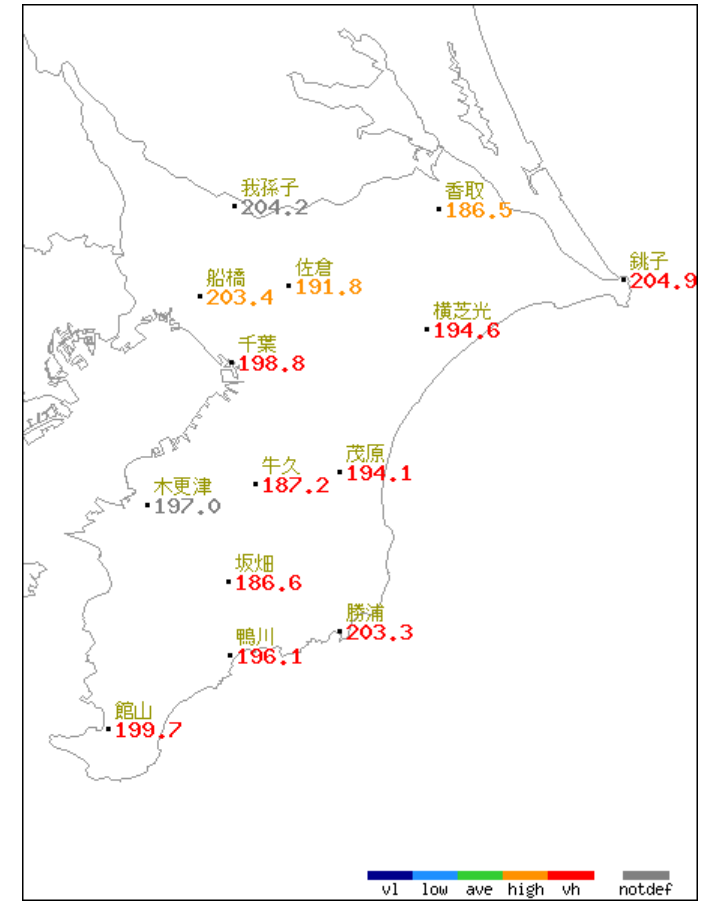 我孫子
204.2
香取
186.5
銚子
204.9
船橋
203.4
佐倉
191.8
横芝光
194.6
千葉
198.8
茂原
194.1
牛久
187.2
木更津
197.0
坂畑
186.6
勝浦
203.3
鴨川
196.1
館山
199.7
vl low ave high vh notdef